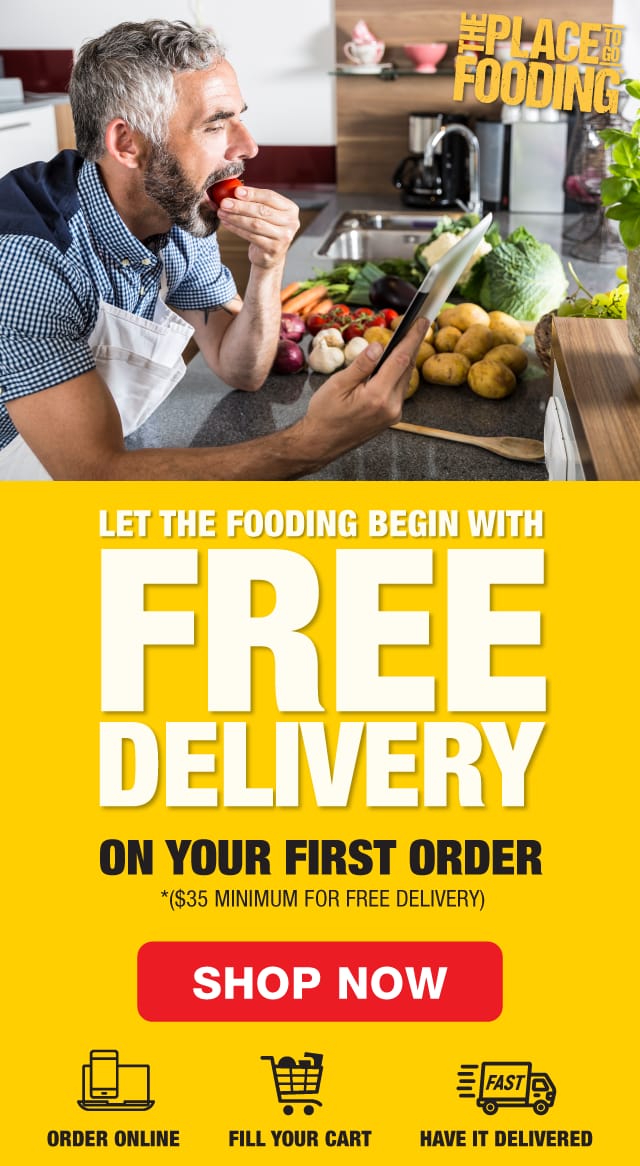 THE PLACE TO GO
FOODING
LET THE FOODING BEGIN WITH
FREE
DELIVERY
ON YOUR FIRST ORDER
*($35 MINIMUM FOR FREE DELIVERY)
SHOP NOW
FAST
ORDER ONLINE
FILL YOUR CART
HAVE IT DELIVERED